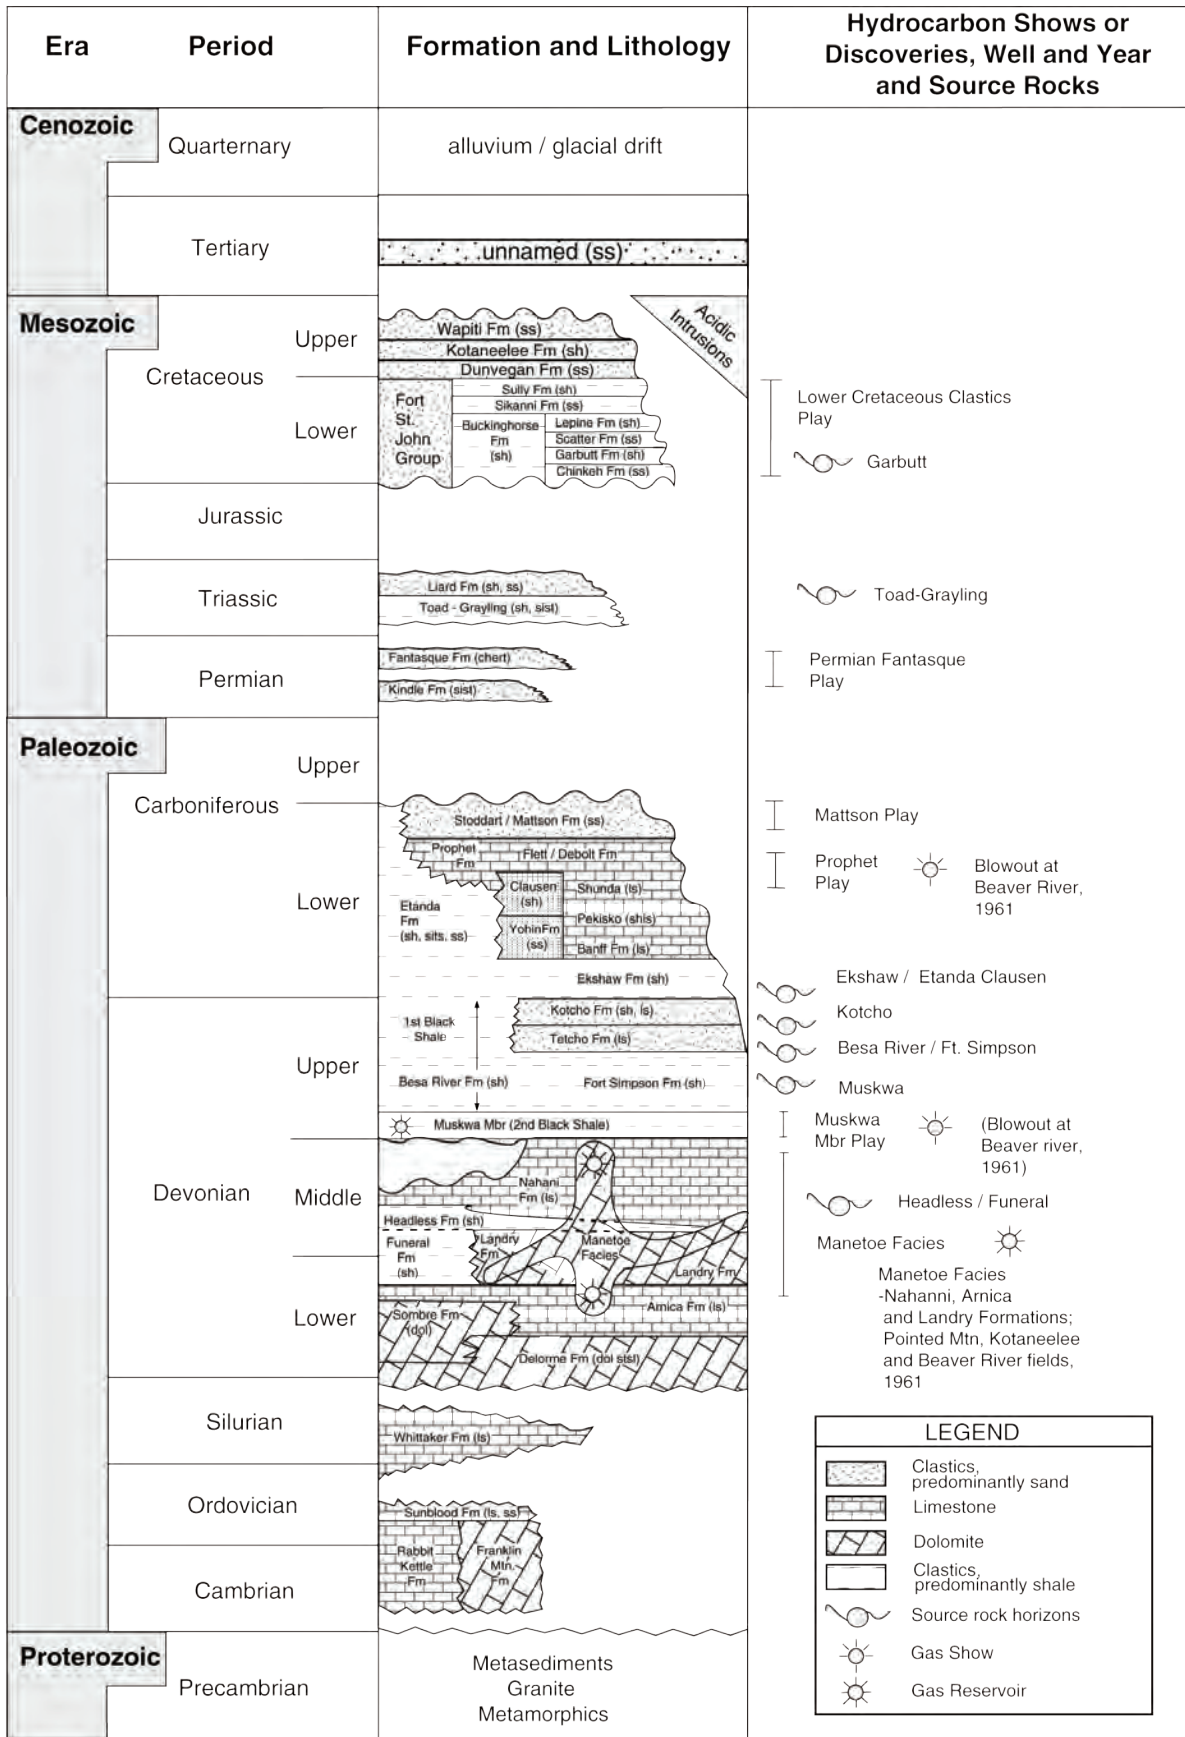 Era
Period
Formation and Lithology
Hydrocarbon Shows or
Discoveries, Well and Year
and Source Rocks
Cenozoic
Quarternary
alluvium / glacial drift
Tertiary
unnamed (ss)
Mesozoic
Cretaceous
Upper
Wapiti Fm (ss)
Kotaneelee Fm (sh)
Dunvegan Fm (ss)
Acidic
Intrusions
Lower
Fort
St.
John
Group
Sully Fm (sh)
Sikanni Fm (ss)
Buckinghorse
Fm
(sh)
Lepine Fm (sh)
Scatter Fm (ss)
Garbutt Fm (sh)
Chinkeh Fm (ss)
Lower Cretaceous Clastics
Play
Garbutt
Jurassic
Triassic
Liard Fm (sh, ss)
Toad - Grayling (sh, sist)
Toad-Grayling
Permian
Fantasque Fm (chert)
Kindle Fm (sist)
Permian Fantasque
Play
Paleozoic
Carboniferous
Upper
Lower
Stoddart / Mattson Fm (ss)
Prophet
Fm
Flett / Debolt Fm
Clausen
(sh)
Shunda (ls)
Etanda
Fm
(sh, sits, ss)
YohinFm
(ss)
Pekisko (shis)
Banff Fm (ls)
Ekshaw Fm (sh)
Mattson Play
Prophet
Play
Blowout at
Beaver River,
1961
Ekshaw / Etanda Clausen
Kotcho
Besa River / Ft. Simpson
Muskwa
Devonian
Upper
1st Black
Shale
Kotcho Fm (sh, ls)
Tetcho Fm (ls)
Besa River Fm (sh)
Fort Simpson Fm (sh)
Muskwa Mbr (2nd Black Shale)
Muskwa
Mbr Play
(Blowout at
Beaver river,
1961)
Middle
Nahani
Fm (ls)
Headless Fm (sh)
Funeral
Fm
(sh)
Landry
Fm
Manetoe
Facies
Landry Fm
Headless / Funeral
Manetoe Facies
Manetoe Facies
-Nahanni, Arnica
and Landry Formations;
Pointed Mtn, Kotaneelee
and Beaver River fields,
1961
Lower
Arnica Fm (ls)
Sombre Fm
(dol)
Delorme Fm (dol stsl)
Silurian
Whittaker Fm (ls)
Ordovician
Sunblood Fm (ls, ss)
Cambrian
Rabbit
Kettle
Fm
Franklin
Mtn.
Fm
Proterozoic
Precambrian
Metasediments
Granite
Metamorphics
LEGEND
Clastics,
predominantly sand
Limestone
Dolomite
Clastics,
predominantly shale
Source rock horizons
Gas Show
Gas Reservoir